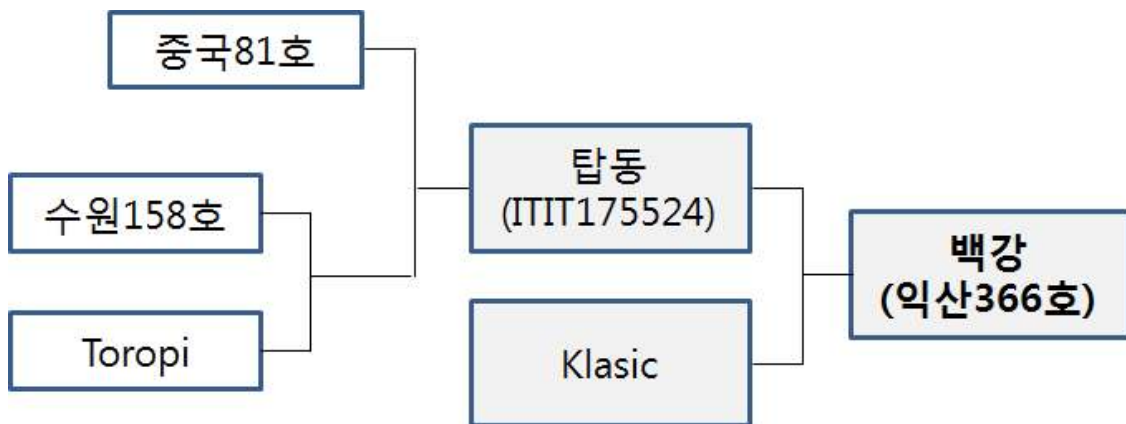 중국81호
수원158호
Toropi
탑동
(ITIT175524)
Klasic
백강
(익산366호)